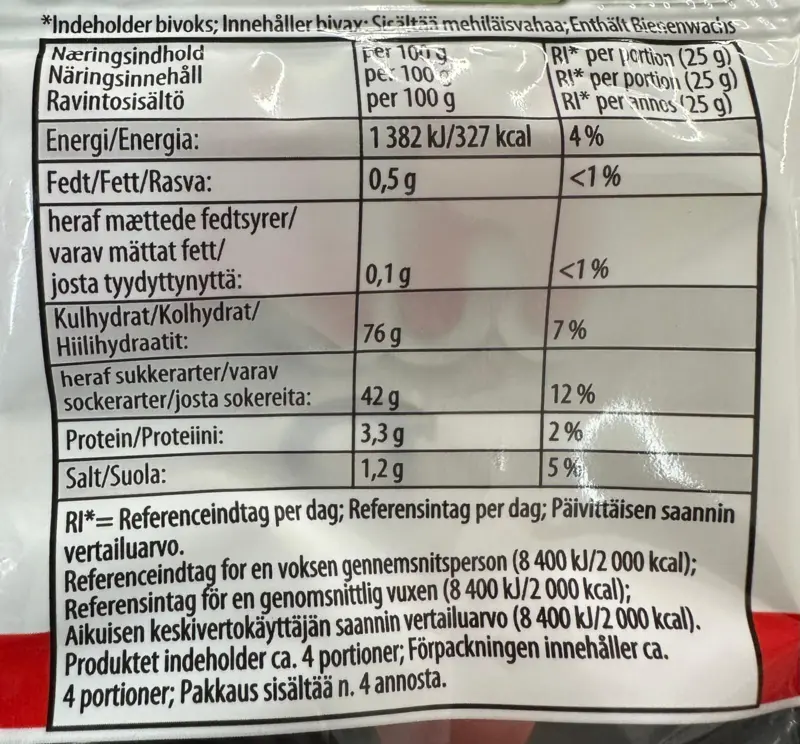 *Indeholder bivoks; Innehåller bivax; Sisältää mehiläisvahaa; Enthält Bienenwachs
Næringsindhold per 100 g RI* per portion (25 g)
Näringsinnehåll per 100 g RI* per portion (25 g)
Ravintosisältö per 100 g RI* per annos (25 g)
Energi/Energia: 1 382 kJ/327 kcal 4 %
Fedt/Fett/Rasva: 0,5 g <1 %
heraf mættede fedtsyrer/
varav mättat fett/
josta tyydyttynyttä: 0,1 g <1 %
Kulhydrat/Kolhydrat/
Hiilihydraatit: 76 g 7 %
heraf sukkerarter/varav
sockerarter/josta sokereita: 42 g 12 %
Protein/Proteiini: 3,3 g 2 %
Salt/Suola: 1,2 g 5 %
RI*= Referenceindtag per dag; Referensintag per dag; Päivittäisen saannin
vertailuarvo.
Referenceindtag for en voksen gennemsnitsperson (8 400 kJ/2 000 kcal);
Referensintag för en genomsnittlig vuxen (8 400 kJ/2 000 kcal);
Aikuisen keskivertokäyttäjän saannin vertailuarvo (8 400 kJ/2 000 kcal).
Produktet indeholder ca. 4 portioner; Förpackningen innehåller ca.
4 portioner; Pakkaus sisältää n. 4 annosta.